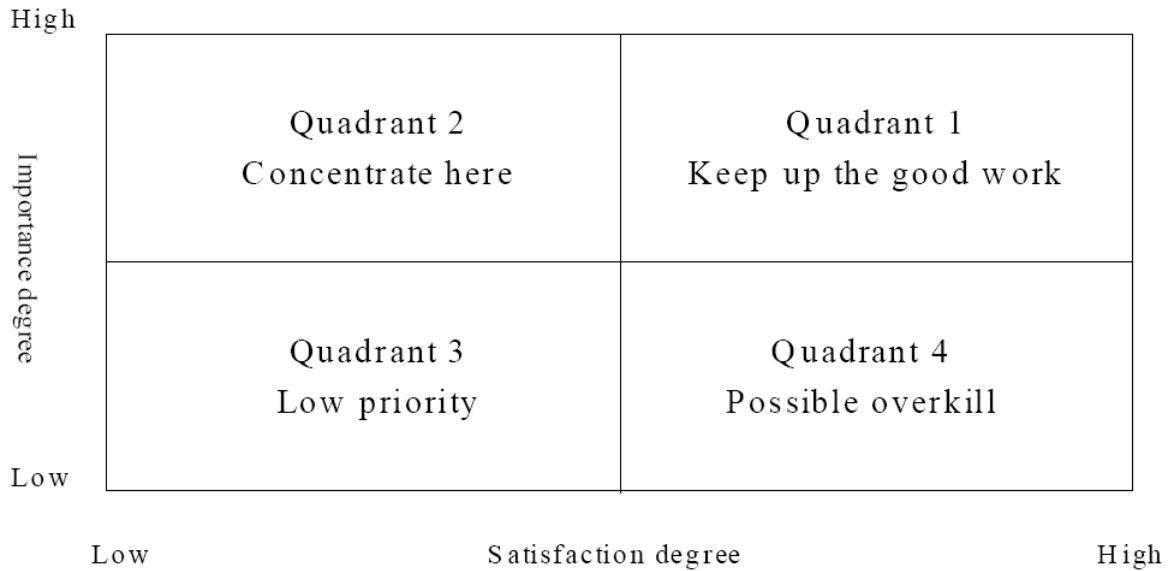 High
Quadrant 2
Concentrate here
Quadrant 1
Keep up the good work
Importance degree
Quadrant 3
Low priority
Quadrant 4
Possible overkill
Low
Low
Satisfaction degree
High